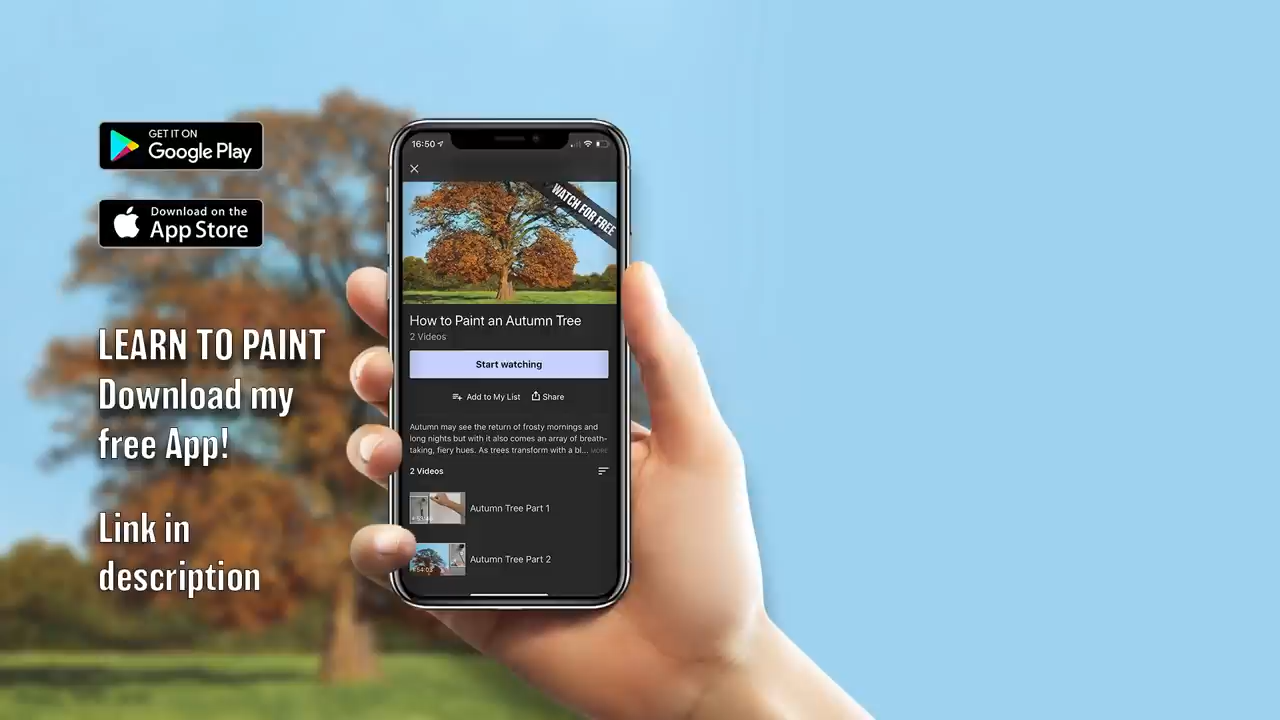 GET IT ON
Google Play
Download on the
App Store
LEARN TO PAINT
Download my
free App!
Link in
description
16:50
WATCH FOR FREE
How to Paint an Autumn Tree
2 Videos
Start watching
Add to My List
Share
Autumn may see the return of frosty mornings and
long nights but with it also comes an array of breath-
taking, fiery hues. As trees transform with a bl... MORE
2 Videos
Autumn Tree Part 1
Autumn Tree Part 2